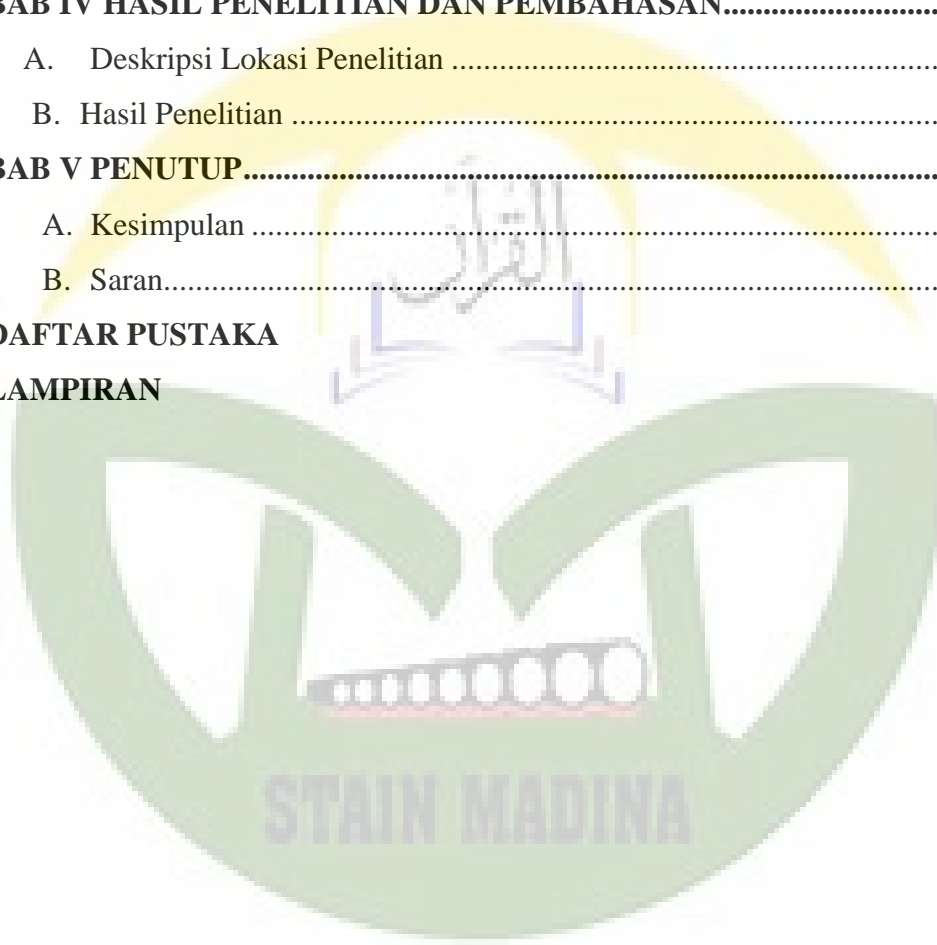 BAB IV HASIL PENELITIAN DAN PEMBAHASAN........................
A. Deskripsi Lokasi Penelitian ............................................................
B. Hasil Penelitian ................................................................................
BAB V PENUTUP.....................................................................................
A. Kesimpulan .....................................................................................
B. Saran................................................................................................
DAFTAR PUSTAKA
LAMPIRAN
القرآن
STAIN MADINA